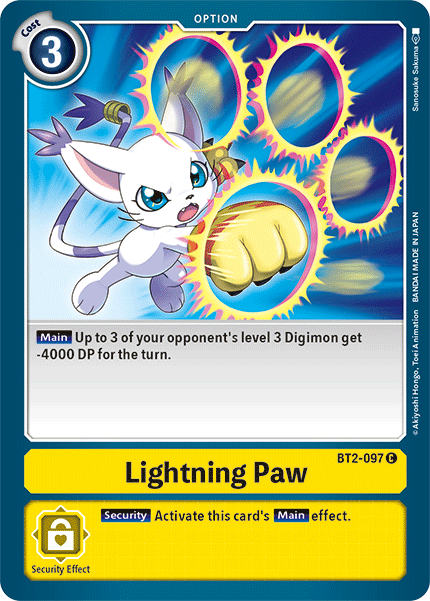 OPTION
Cost
3
Sanosuke Sakuma
©Akiyoshi Hongo, Toei Animation BANDAI MADE IN JAPAN
Main Up to 3 of your opponent's level 3 Digimon get
-4000 DP for the turn.
BT2-097 C
Lightning Paw
Security Activate this card's Main effect.
Security Effect